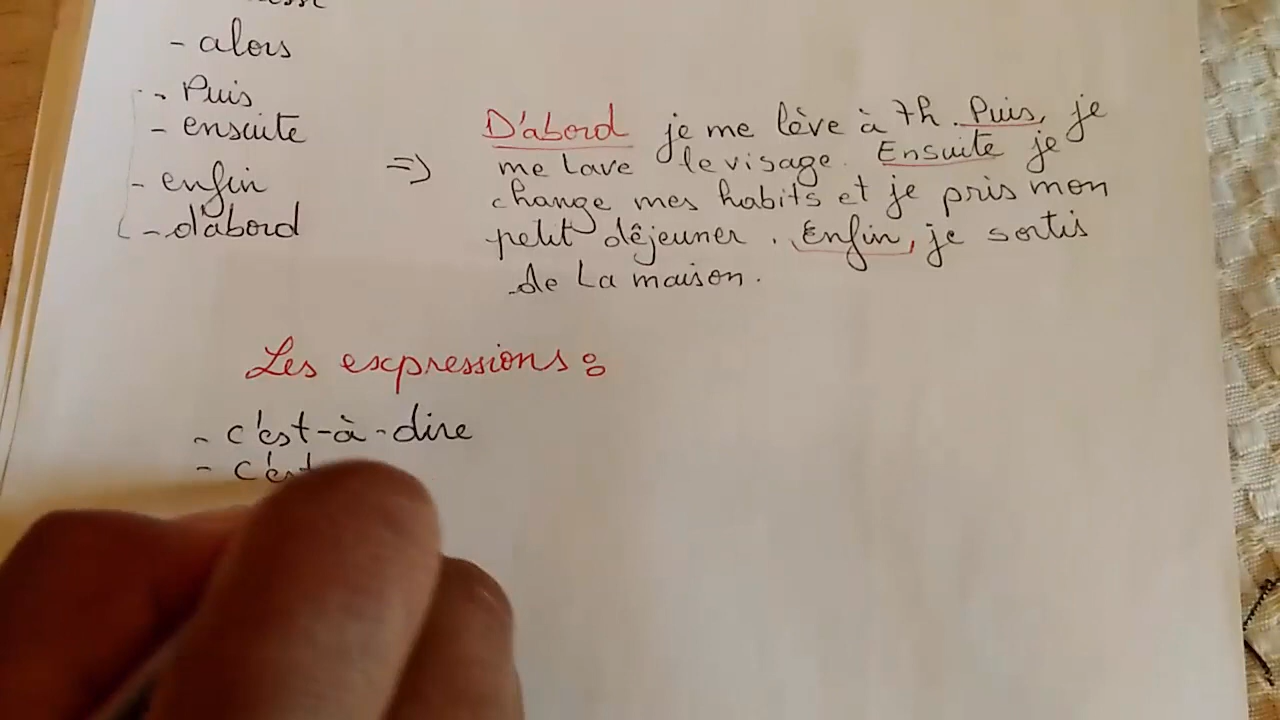 - alors
- Puis
- ensuite
- enfin
- d'abord
=> D'abord je me lève à 7h. Puis, je
me lave le visage. Ensuite je
change mes habits et je pris mon
petit déjeuner. Enfin, je sortis
de la maison.
Les expressions :
- c'est-à-dire
- c'est